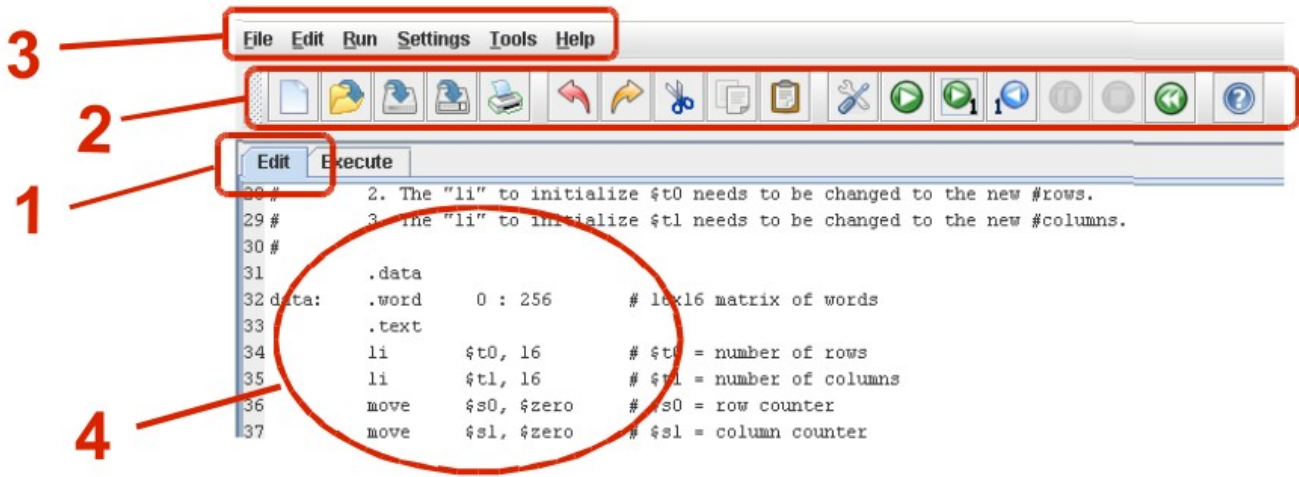 3
File Edit Run Settings Tools Help
2
1 1
1
Edit Execute
28 # 2. The "li" to initialize $t0 needs to be changed to the new #rows.
29 # 3. The "li" to initialize $t1 needs to be changed to the new #columns.
30 #
31 .data
32 data: .word 0 : 256 # 16x16 matrix of words
33 .text
34 li $t0, 16 # $t0 = number of rows
35 li $t1, 16 # $t1 = number of columns
36 move $s0, $zero # $s0 = row counter
37 move $s1, $zero # $s1 = column counter
4